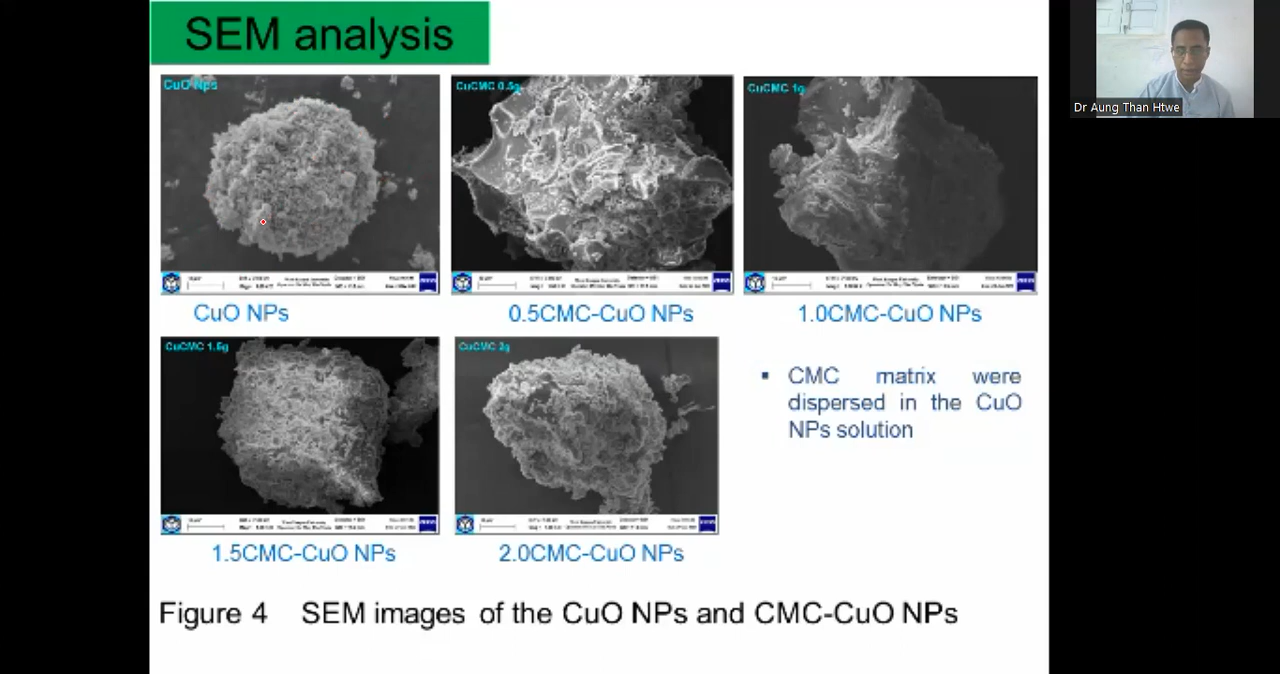 SEM analysis
Dr Aung Than Htwe
CuO Nps
CuCMC 0.5g
CuCMC 1g
CuO NPs
0.5CMC-CuO NPs
1.0CMC-CuO NPs
CuCMC 1.5g
CuCMC 2g
▪ CMC matrix were
dispersed in the CuO
NPs solution
1.5CMC-CuO NPs
2.0CMC-CuO NPs
Figure 4 SEM images of the CuO NPs and CMC-CuO NPs